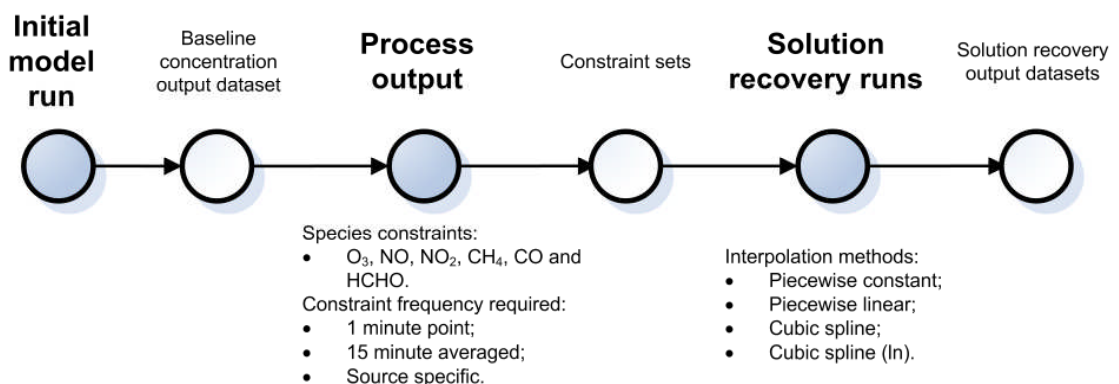 Initial
model
run
Baseline
concentration
output dataset
Process
output
Constraint sets
Solution
recovery runs
Solution recovery
output datasets
Species constraints:
• O₃, NO, NO₂, CH₄, CO and
HCHO.
Constraint frequency required:
• 1 minute point;
• 15 minute averaged;
• Source specific.
Interpolation methods:
• Piecewise constant;
• Piecewise linear;
• Cubic spline;
• Cubic spline (ln).